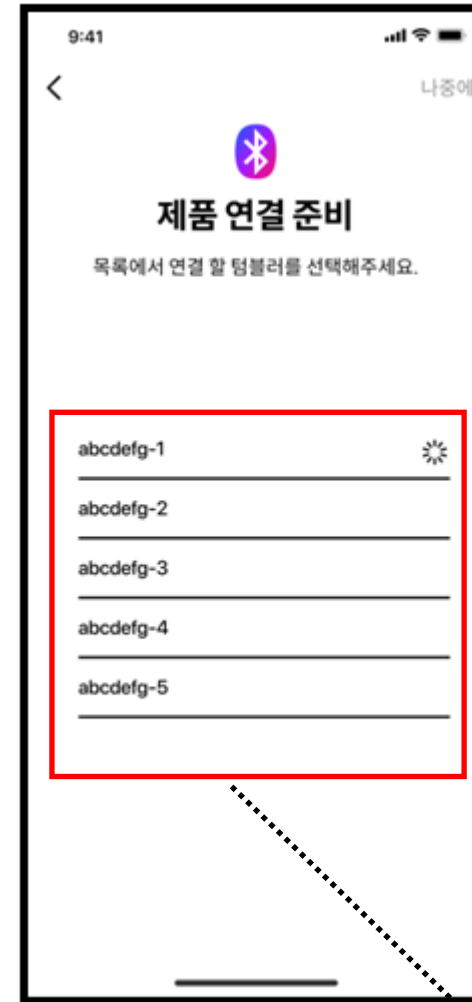 9:41
나중에
제품 연결 준비
목록에서 연결 할 텀블러를 선택해주세요.
abcdefg-1
abcdefg-2
abcdefg-3
abcdefg-4
abcdefg-5